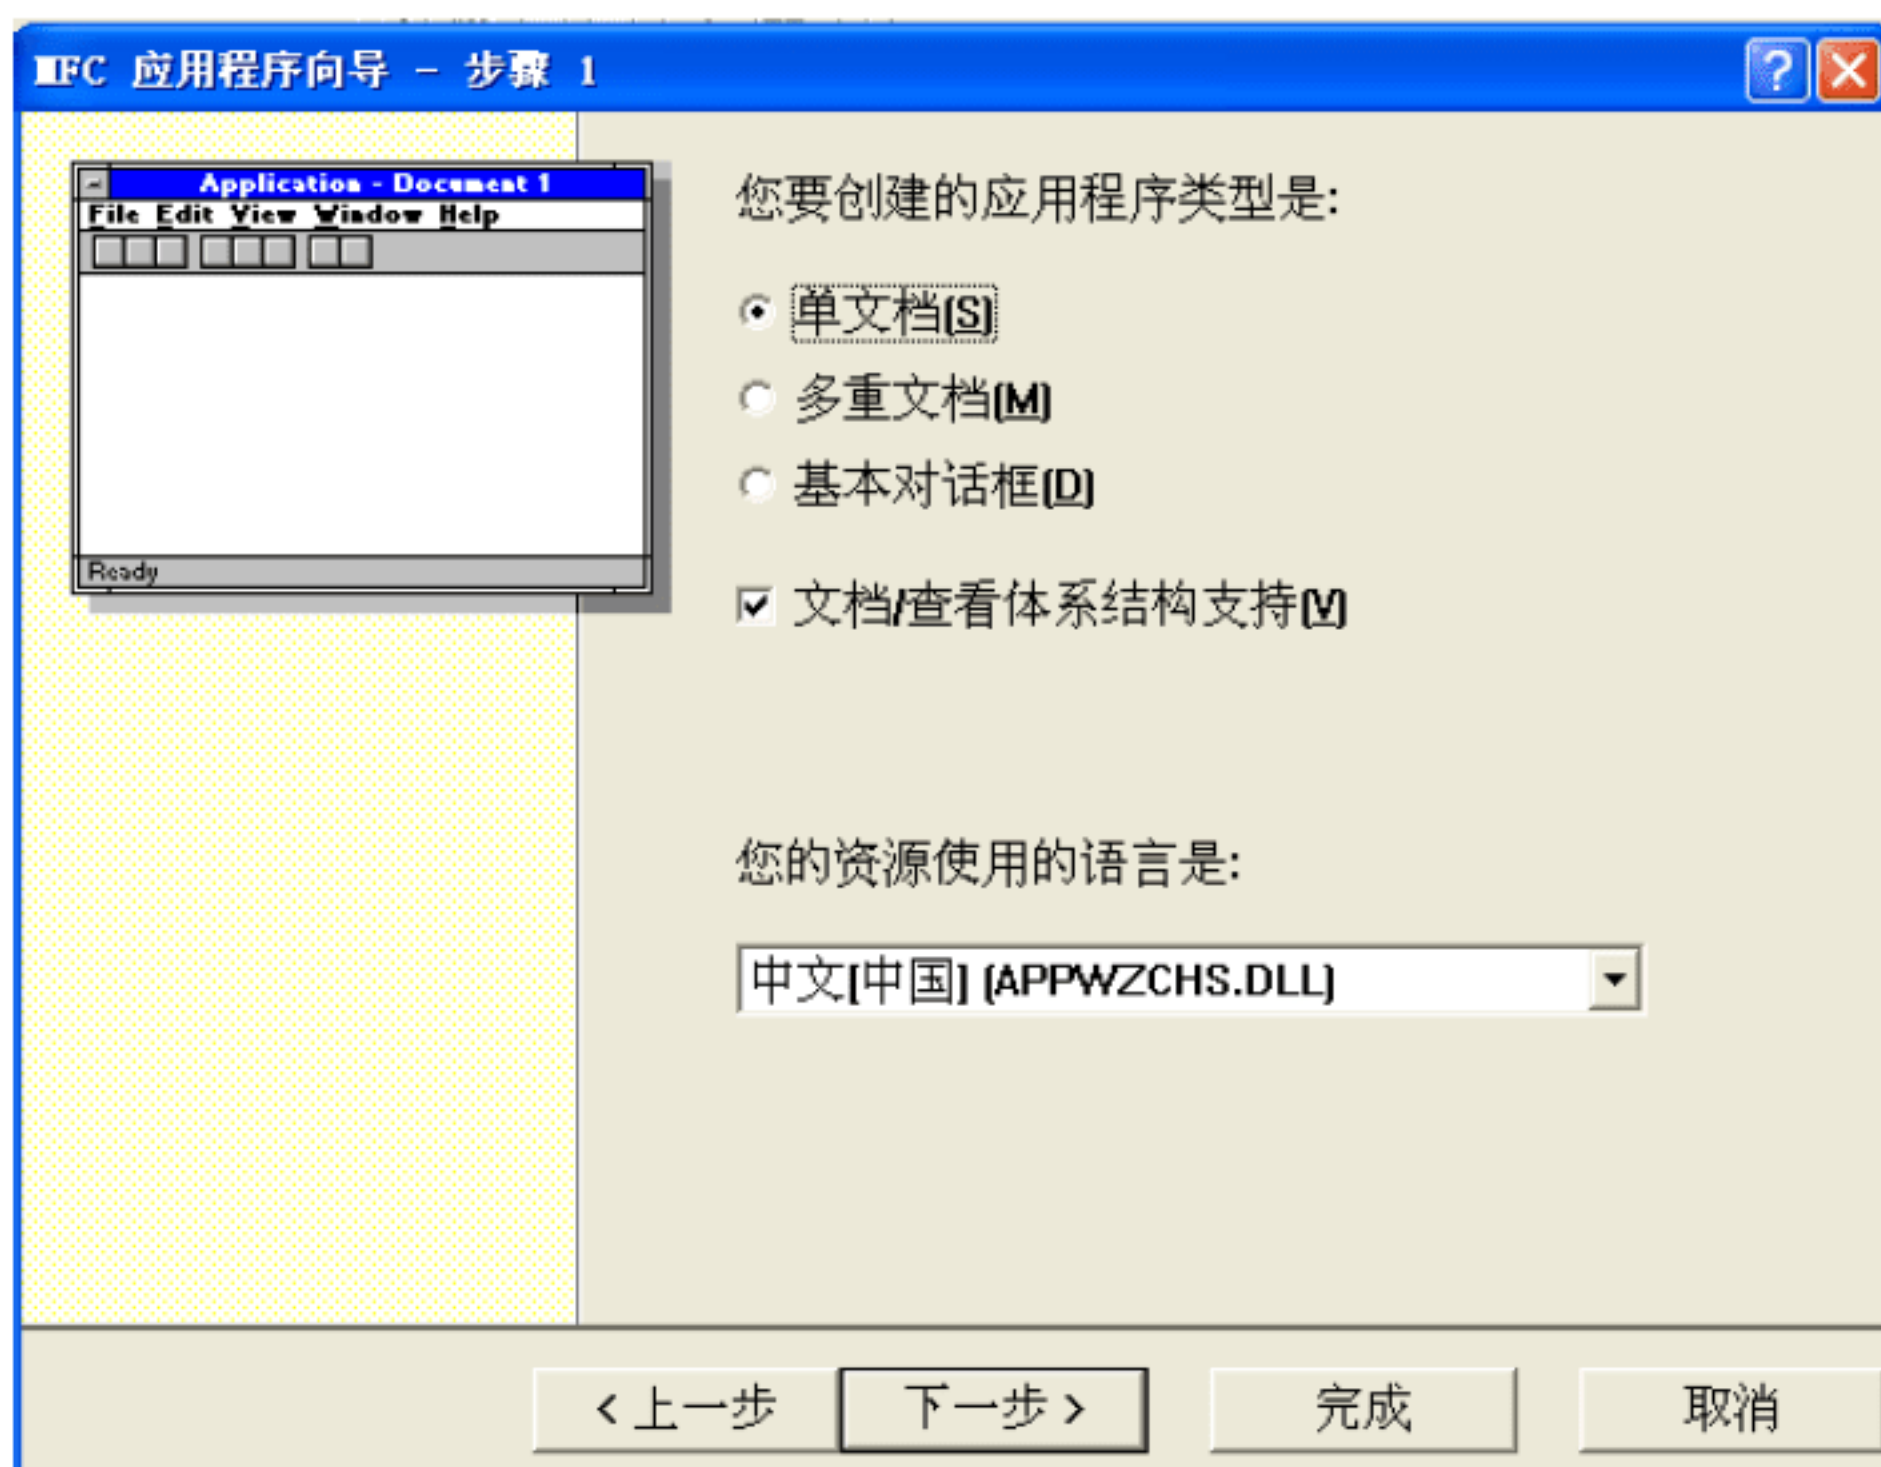 MFC 应用程序向导 - 步骤 1
Application - Document 1
File Edit View Window Help
Ready
您要创建的应用程序类型是:
单文档(S)
多重文档(M)
基本对话框(D)
文档/查看体系结构支持(V)
您的资源使用的语言是:
中文[中国] (APPWZCHS.DLL)
< 上一步 下一步 > 完成 取消